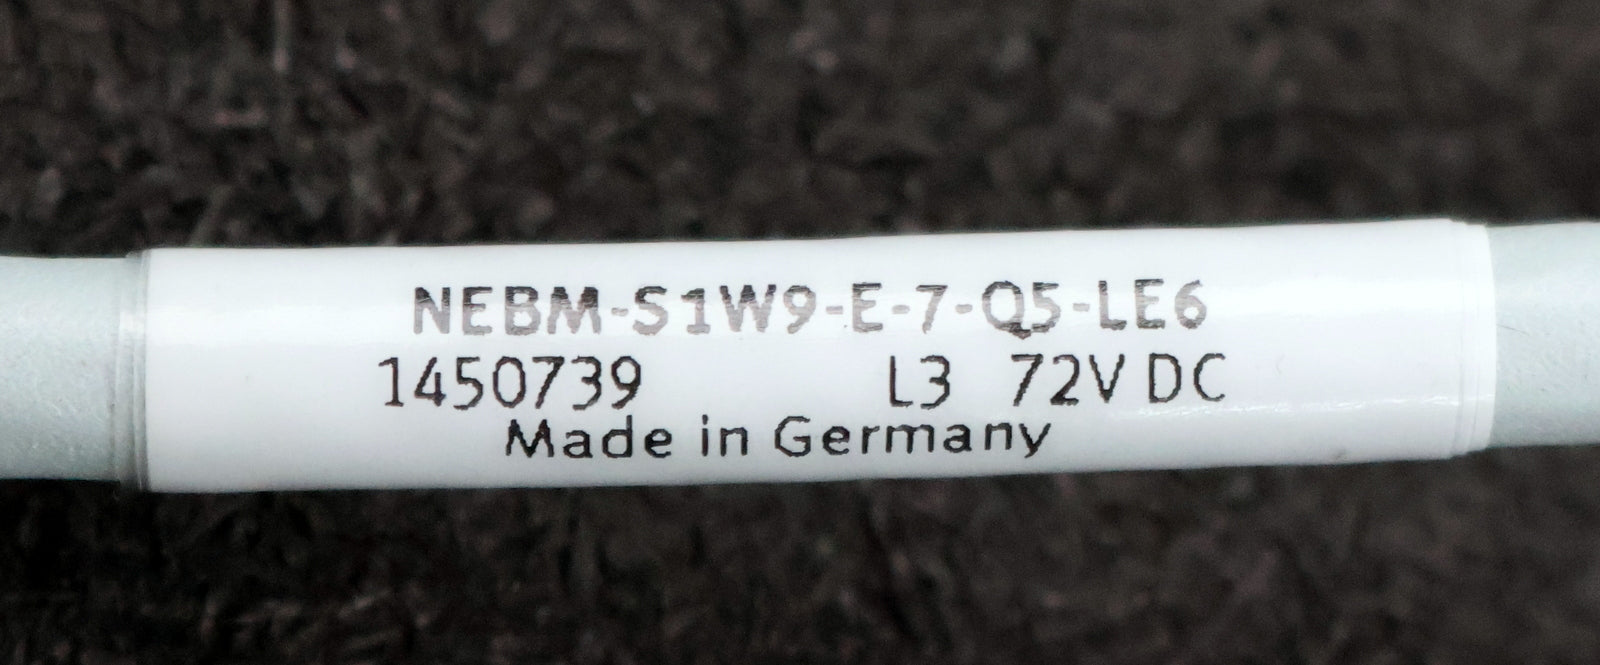 NEBM-S1W9-E-7-Q5-LE6
1450739 L3 72V DC
Made in Germany